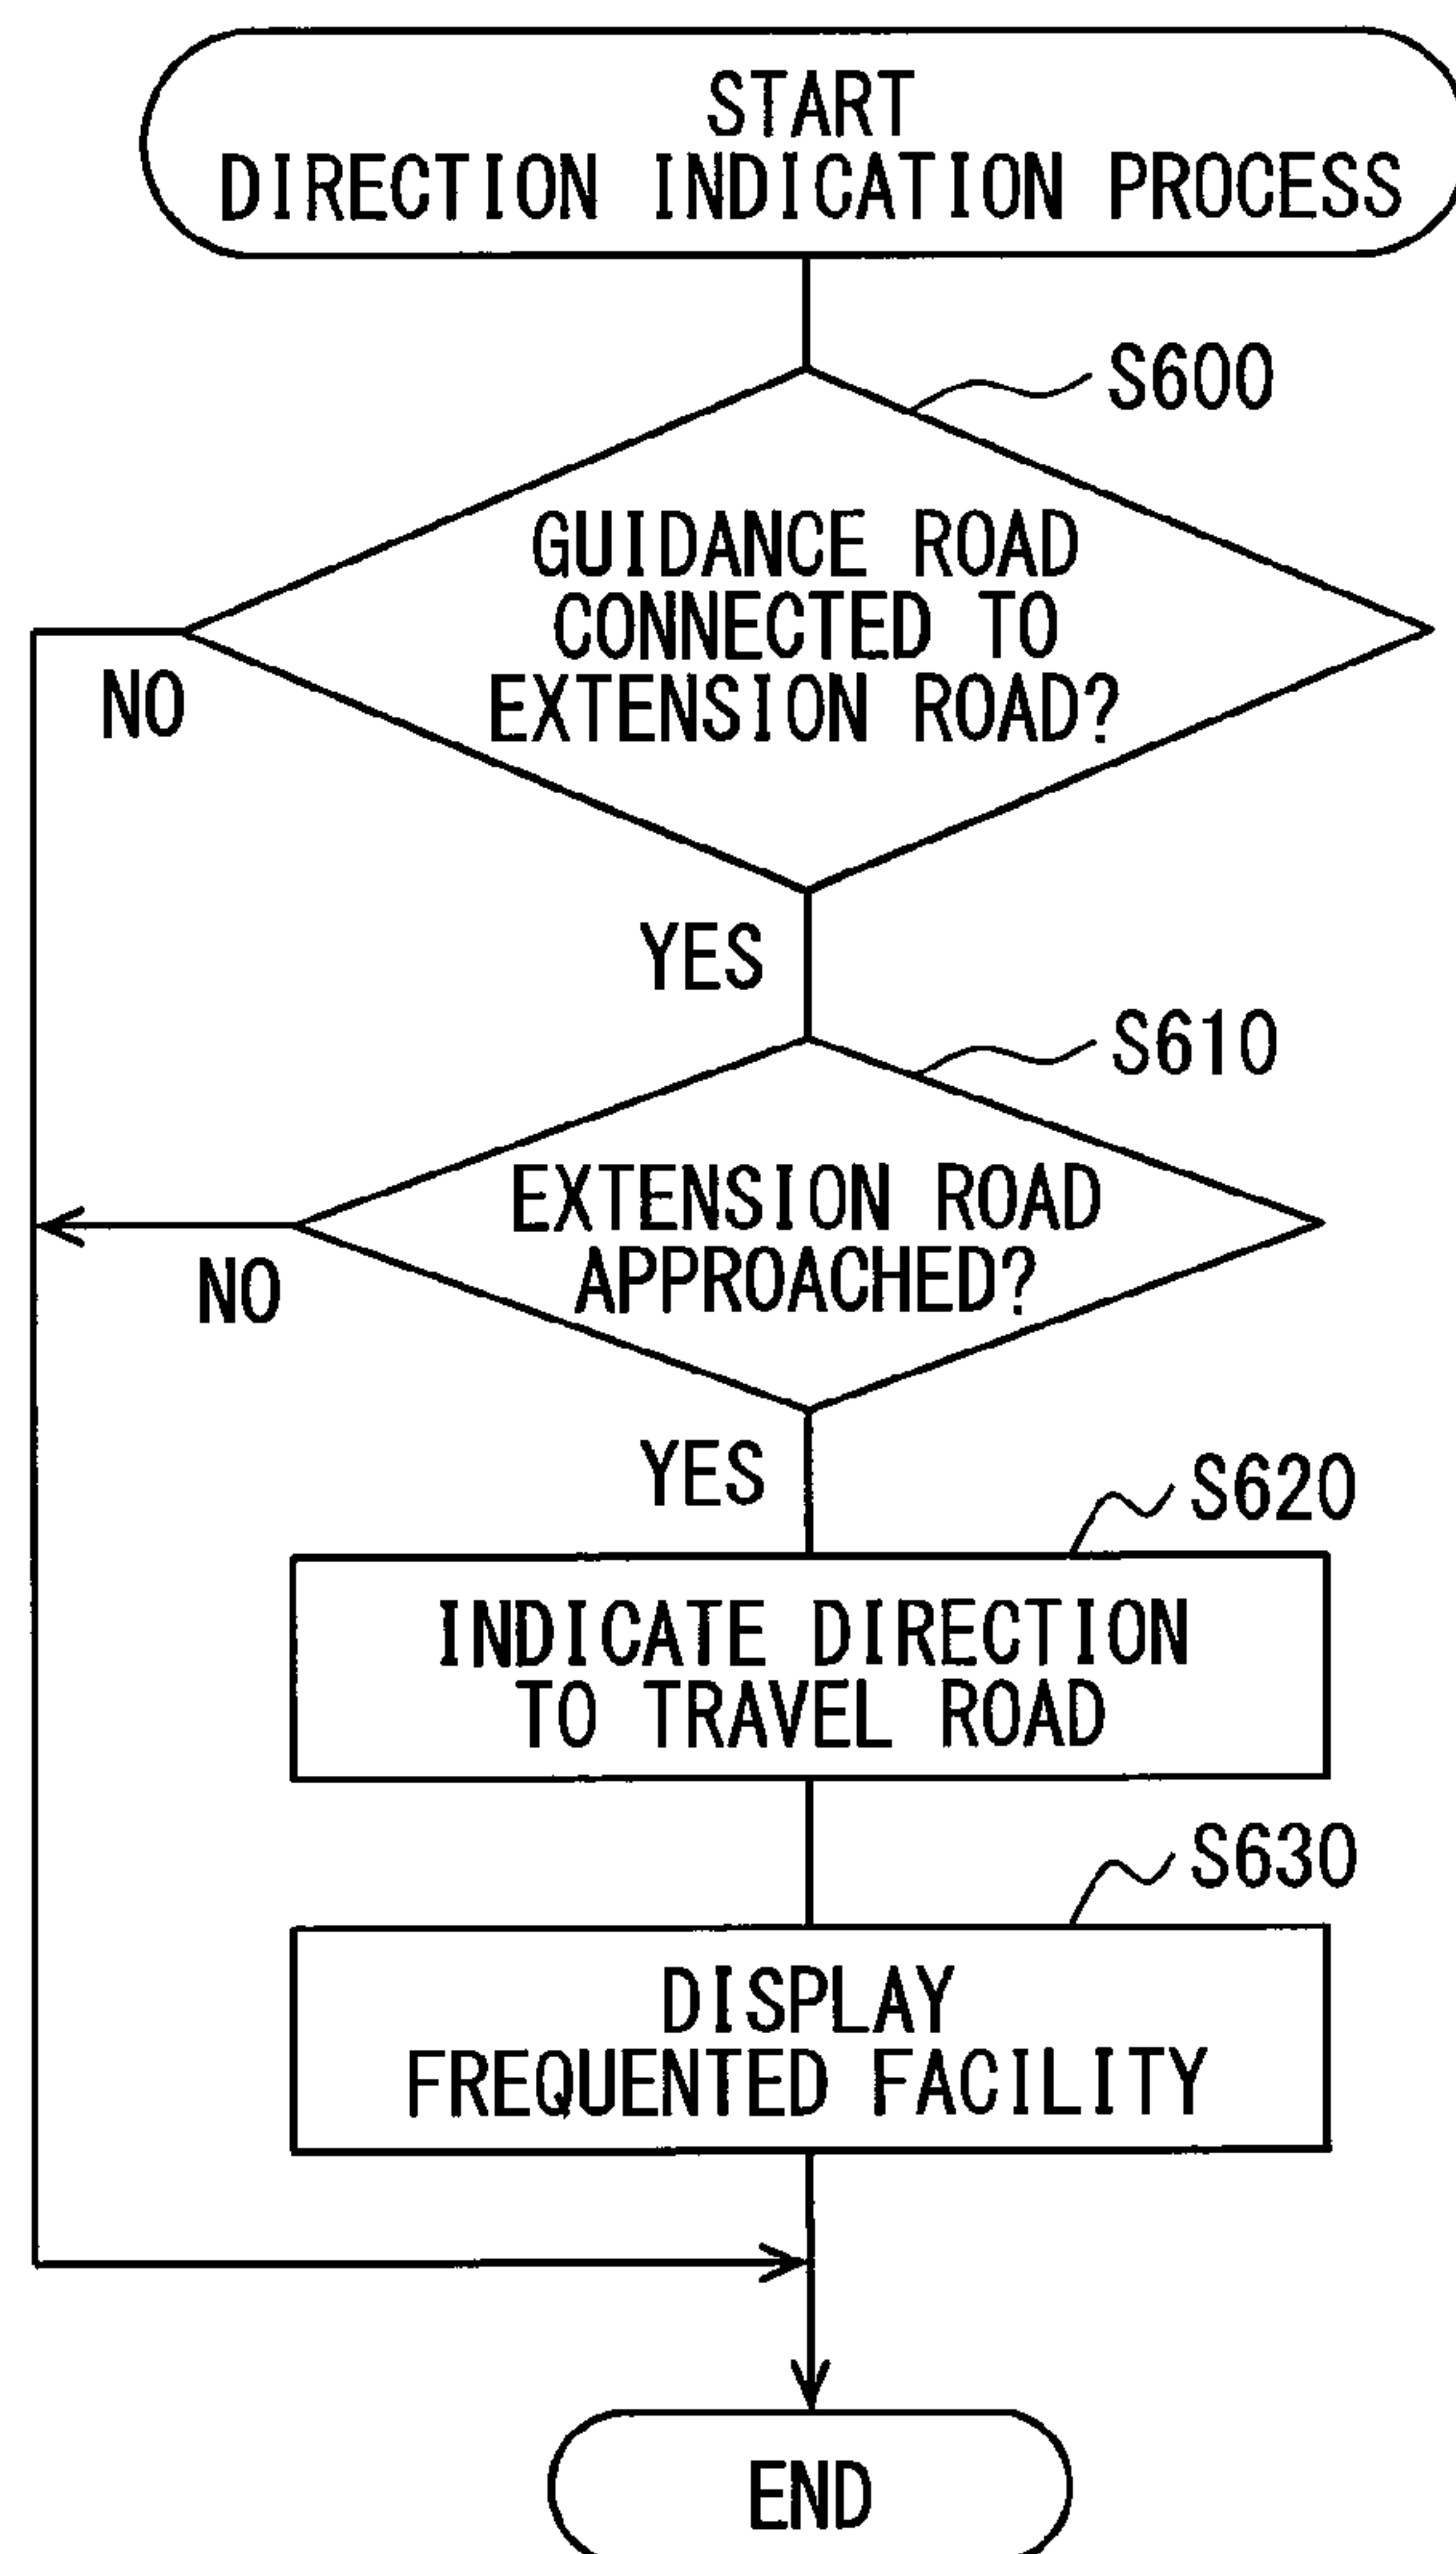 START
DIRECTION INDICATION PROCESS
S600
GUIDANCE ROAD
CONNECTED TO
EXTENSION ROAD?
NO
YES
S610
EXTENSION ROAD
APPROACHED?
NO
YES
S620
INDICATE DIRECTION
TO TRAVEL ROAD
S630
DISPLAY
FREQUENTED FACILITY
END